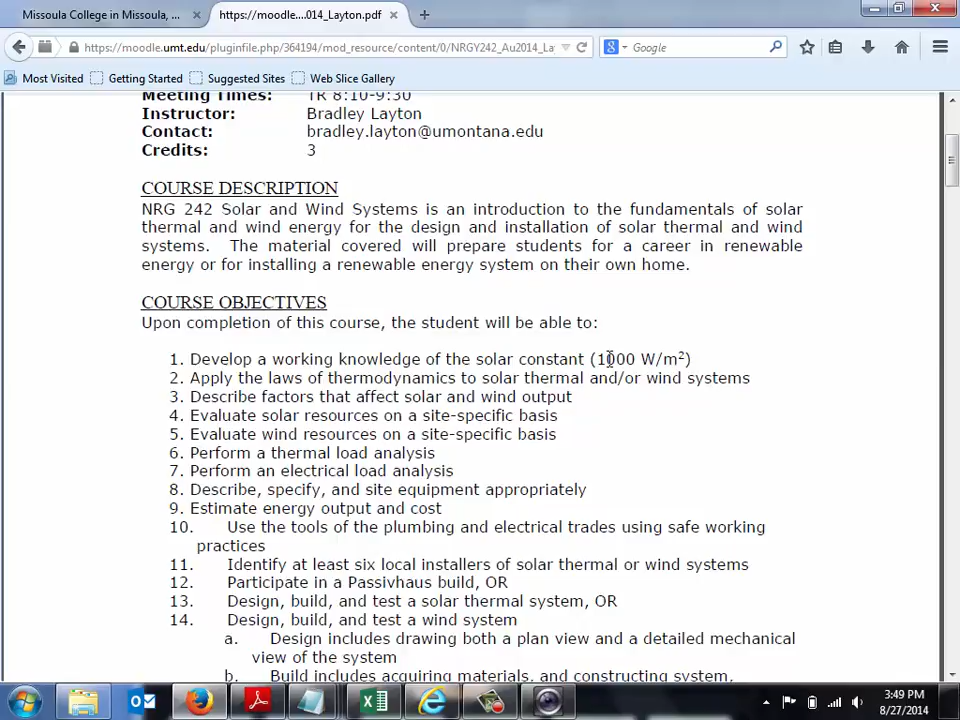 Missoula College in Missoula, ...
https://moodle....014_Layton.pdf
https://moodle.umt.edu/pluginfile.php/364194/mod_resource/content/0/NRGY242_Au2014_La
Google
Most Visited
Getting Started
Suggested Sites
Web Slice Gallery
Meeting Times: TR 8:10-9:30
Instructor: Bradley Layton
Contact: bradley.layton@umontana.edu
Credits: 3
COURSE DESCRIPTION
NRG 242 Solar and Wind Systems is an introduction to the fundamentals of solar
thermal and wind energy for the design and installation of solar thermal and wind
systems. The material covered will prepare students for a career in renewable
energy or for installing a renewable energy system on their own home.
COURSE OBJECTIVES
Upon completion of this course, the student will be able to:
1. Develop a working knowledge of the solar constant (1000 W/m²)
2. Apply the laws of thermodynamics to solar thermal and/or wind systems
3. Describe factors that affect solar and wind output
4. Evaluate solar resources on a site-specific basis
5. Evaluate wind resources on a site-specific basis
6. Perform a thermal load analysis
7. Perform an electrical load analysis
8. Describe, specify, and site equipment appropriately
9. Estimate energy output and cost
10. Use the tools of the plumbing and electrical trades using safe working
practices
11. Identify at least six local installers of solar thermal or wind systems
12. Participate in a Passivhaus build, OR
13. Design, build, and test a solar thermal system, OR
14. Design, build, and test a wind system
a. Design includes drawing both a plan view and a detailed mechanical
view of the system
b. Build includes acquiring materials, and constructing system,
3:49 PM
8/27/2014